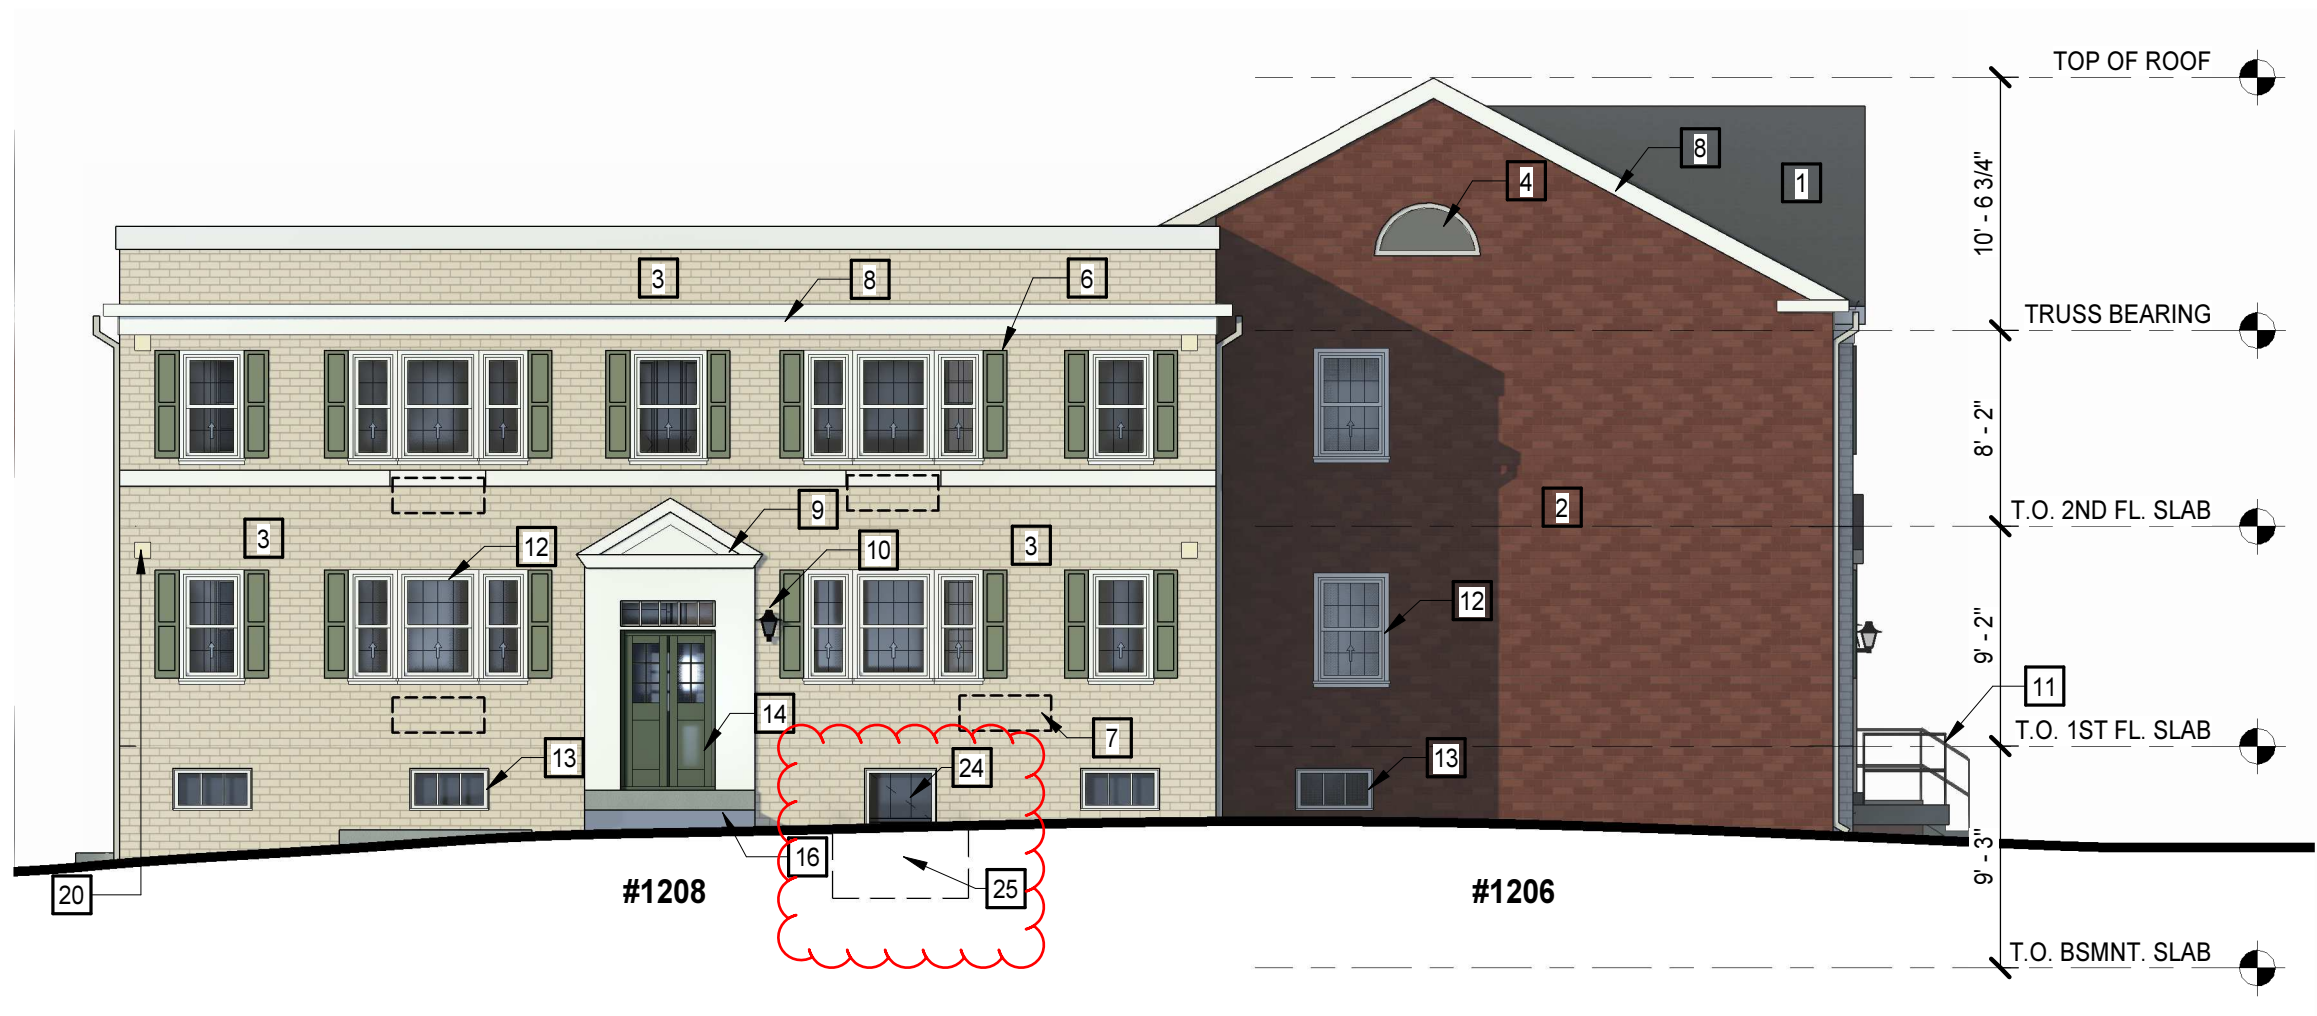 TOP OF ROOF
8
1
4
10' - 6 3/4"
3
8
6
TRUSS BEARING
8' - 2"
9
2
T.O. 2ND FL. SLAB
3
12
10
3
12
9' - 2"
11
14
7
T.O. 1ST FL. SLAB
13
24
13
16
25
9' - 3"
20
#1208
#1206
T.O. BSMNT. SLAB